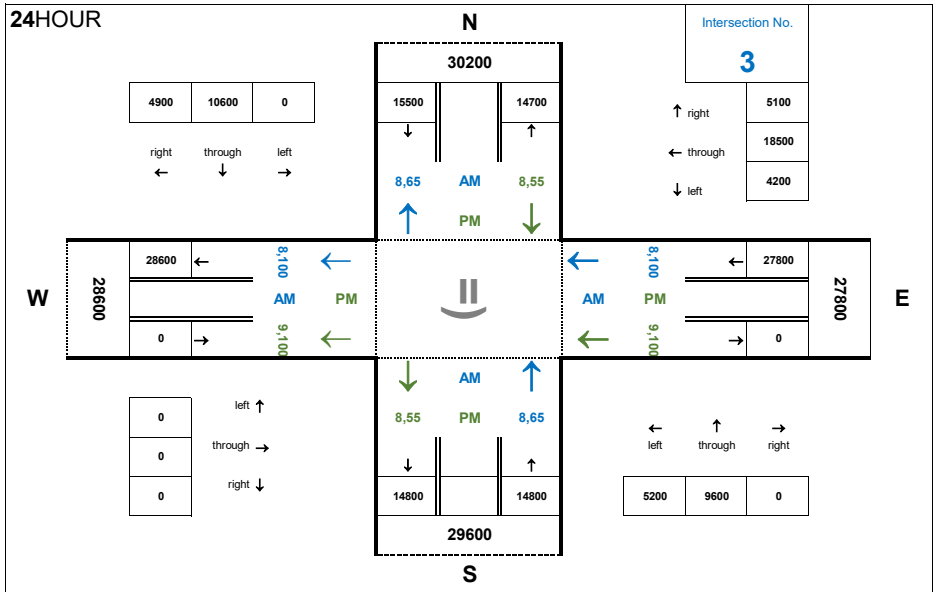 24HOUR
N
Intersection No.
3
30200
4900 10600 0
15500 14700
5100
right
18500
through
4200
left
right through left
8,65 AM 8,55
PM
28600
8,100
8,100
27800
W
28600
AM PM
AM PM
27800
E
0
9,100
9,100
0
AM
8,55 PM 8,65
0
left
0
through
0
right
left through right
14800 14800
5200 9600 0
29600
S